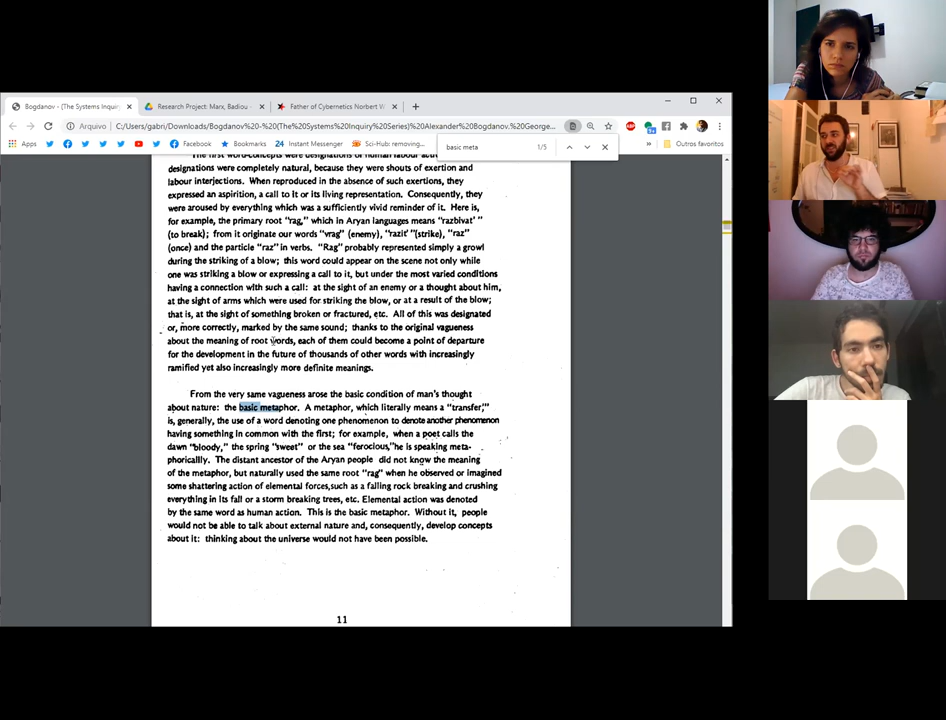 Bogdanov - (The Systems Inquiry
Research Project: Marx, Badiou -
Father of Cybernetics Norbert W
Arquivo
C:/Users/gabri/Downloads/Bogdanov%20-%20(The%20Systems%20Inquiry%20Series)%20Alexander%20Bogdanov.%20George...
Apps
Facebook
Bookmarks
Instant Messenger
Sci-Hub: removing...
Outros favoritos
basic meta
1/5
The first word-concepts were designations of human labour
designations were completely natural, because they were shouts of exertion and
labour interjections. When reproduced in the absence of such exertions, they
expressed an aspiration, a call to it or its living representation. Consequently, they
were aroused by everything which was a sufficiently vivid reminder of it. Here is,
for example, the primary root "rag," which in Aryan languages means "razbivat'"
(to break); from it originate our words "vrag" (enemy), "razit'"(strike), "raz"
(once) and the particle "raz" in verbs. "Rag" probably represented simply a growl
during the striking of a blow; this word could appear on the scene not only while
one was striking a blow or expressing a call to it, but under the most varied conditions
having a connection with such a call: at the sight of an enemy or a thought about him,
at the sight of arms which were used for striking the blow, or at a result of the blow;
that is, at the sight of something broken or fractured, etc. All of this was designated
or, more correctly, marked by the same sound; thanks to the original vagueness
about the meaning of root words, each of them could become a point of departure
for the development in the future of thousands of other words with increasingly
ramified yet also increasingly more definite meanings.
From the very same vagueness arose the basic condition of man's thought
about nature: the basic metaphor. A metaphor, which literally means a "transfer,"
is, generally, the use of a word denoting one phenomenon to denote another phenomenon
having something in common with the first; for example, when a poet calls the
dawn "bloody," the spring "sweet" or the sea "ferocious,"he is speaking meta-
phorically. The distant ancestor of the Aryan people did not know the meaning
of the metaphor, but naturally used the same root "rag" when he observed or imagined
some shattering action of elemental forces,such as a falling rock breaking and crushing
everything in its fall or a storm breaking trees, etc. Elemental action was denoted
by the same word as human action. This is the basic metaphor. Without it, people
would not be able to talk about external nature and, consequently, develop concepts
about it: thinking about the universe would not have been possible.
11